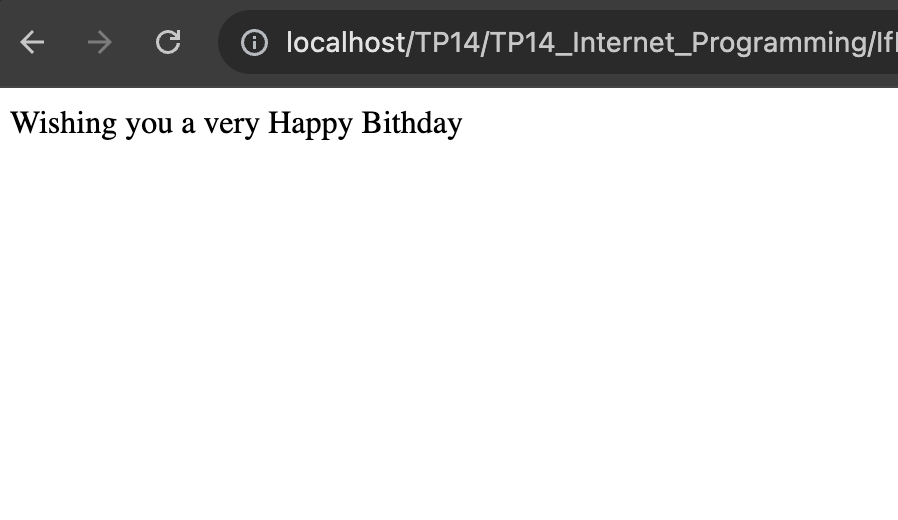 localhost/TP14/TP14_Internet_Programming/If
Wishing you a very Happy Bithday